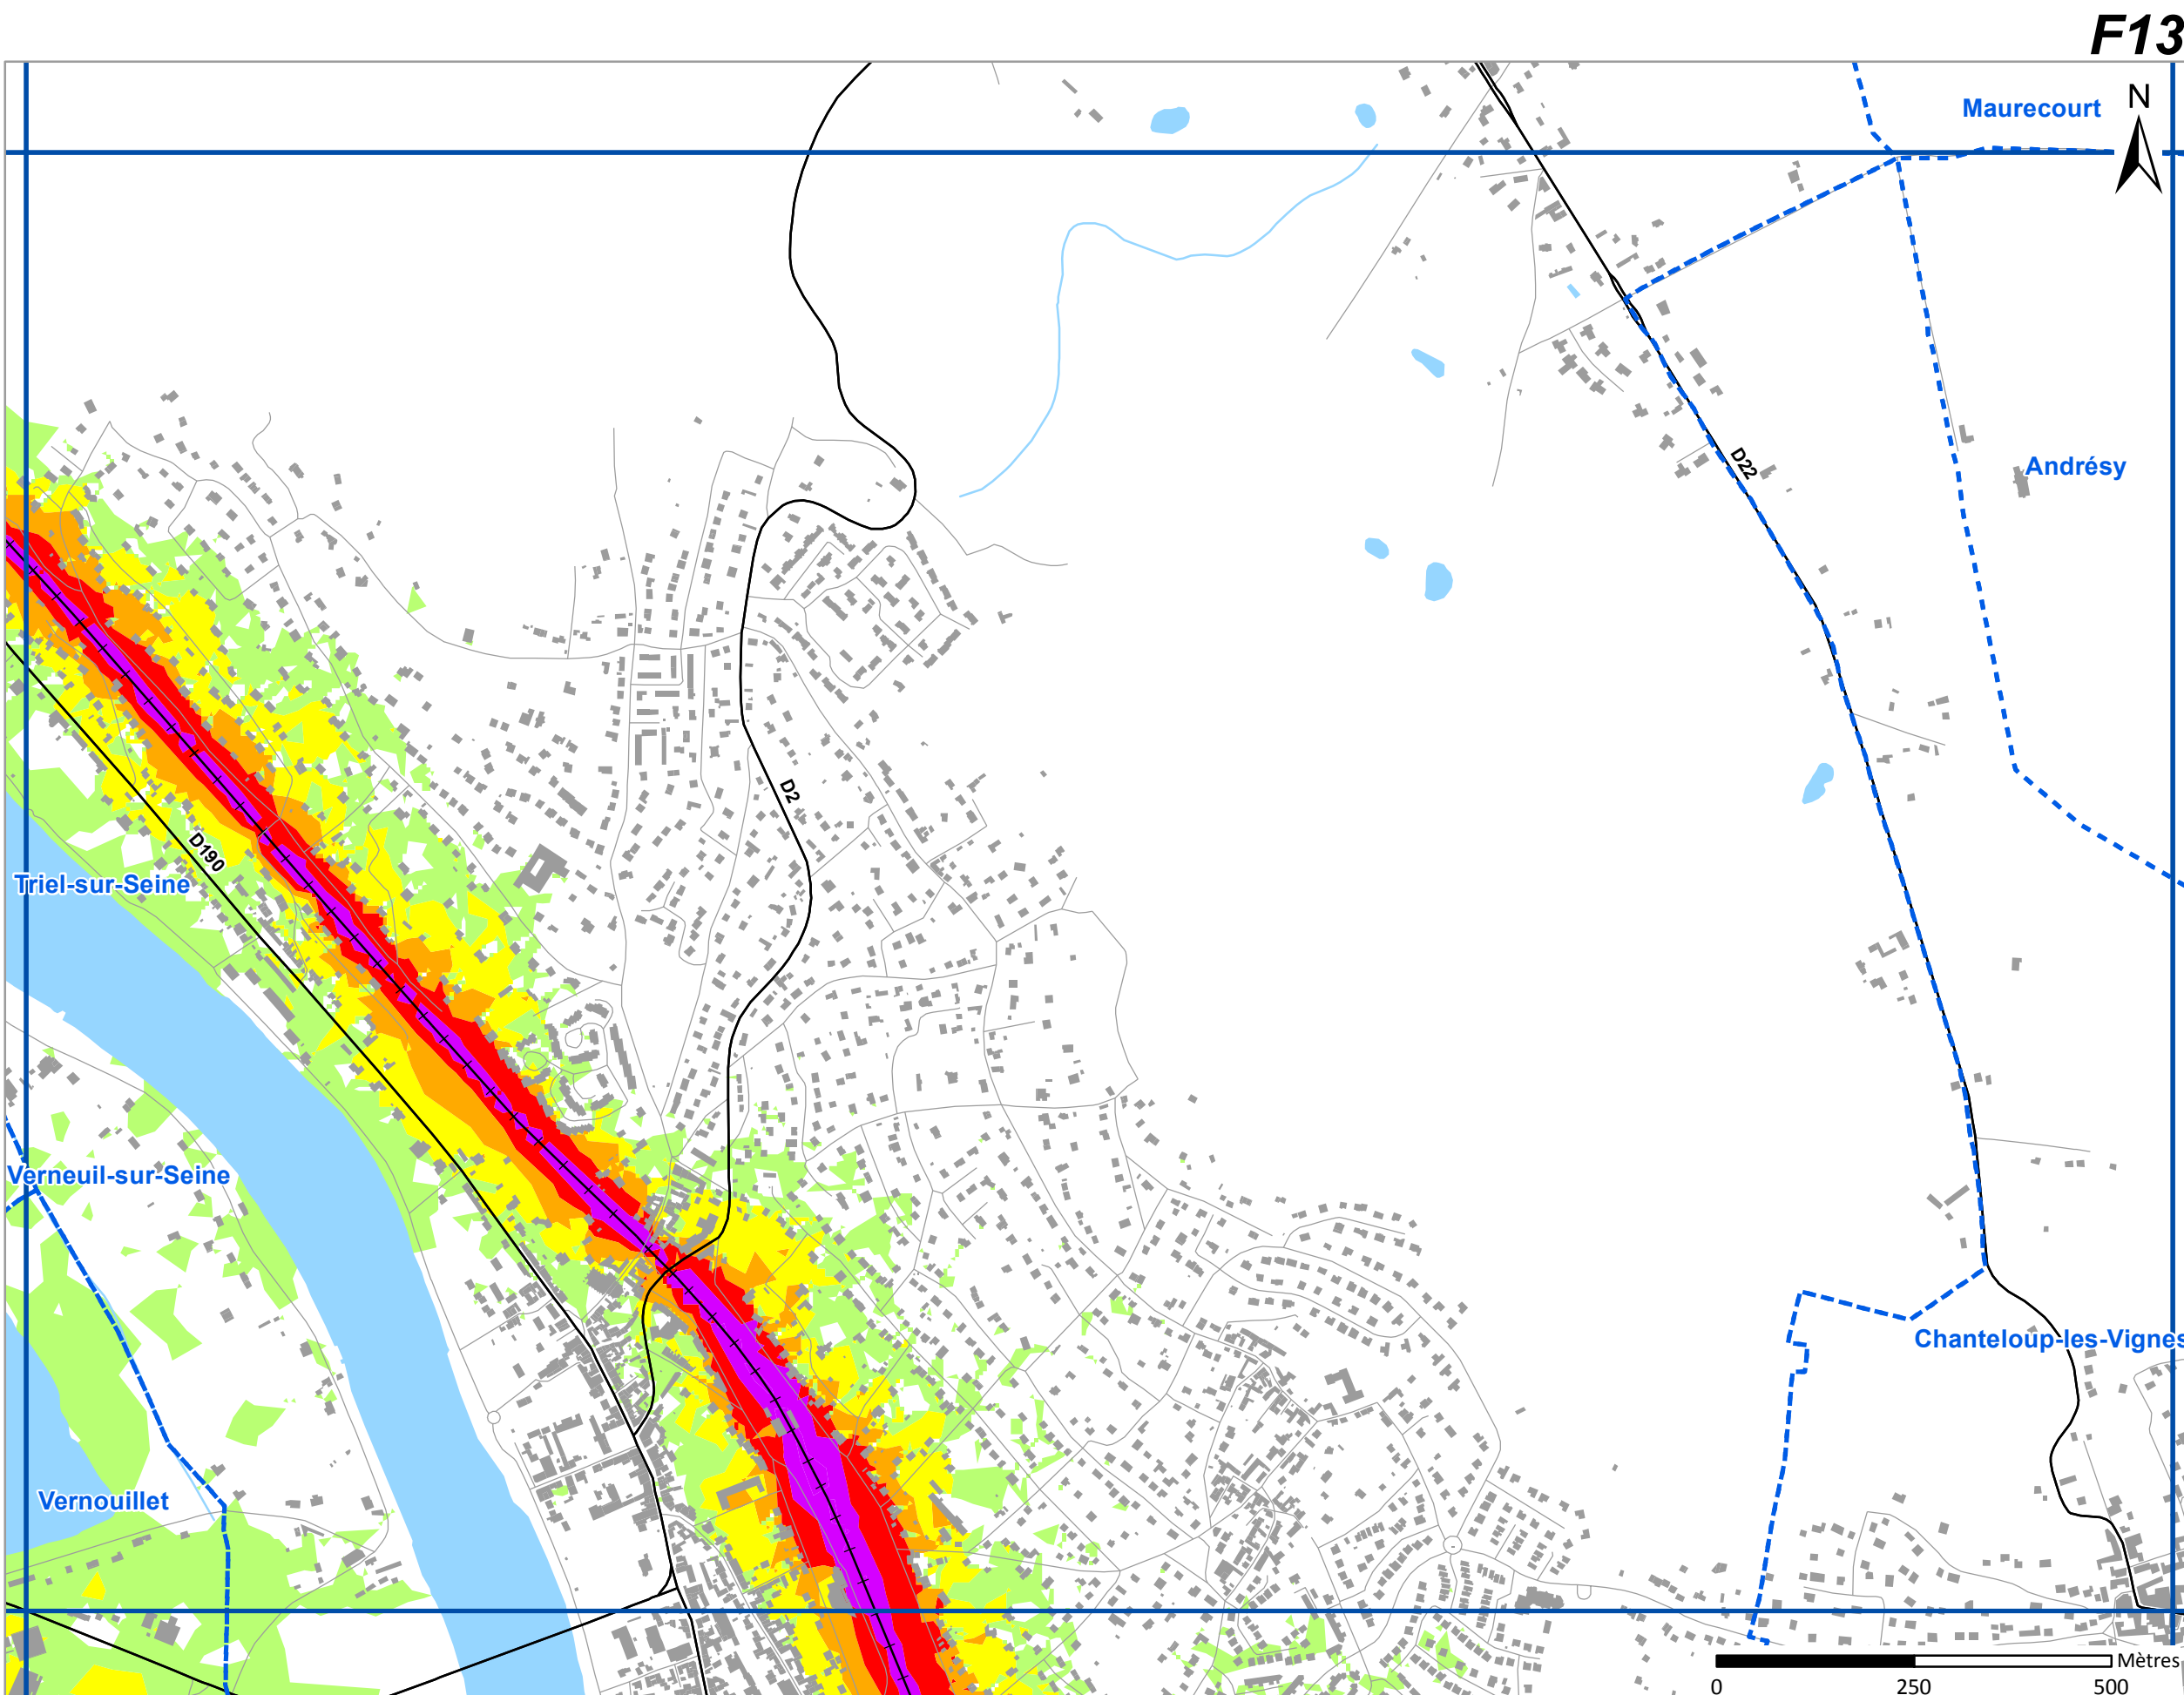 F13
Maurecourt
N
Andrésy
D22
D2
D190
Triel-sur-Seine
Verneuil-sur-Seine
Chanteloup-les-Vignes
Vernouillet
Mètres
0 250 500